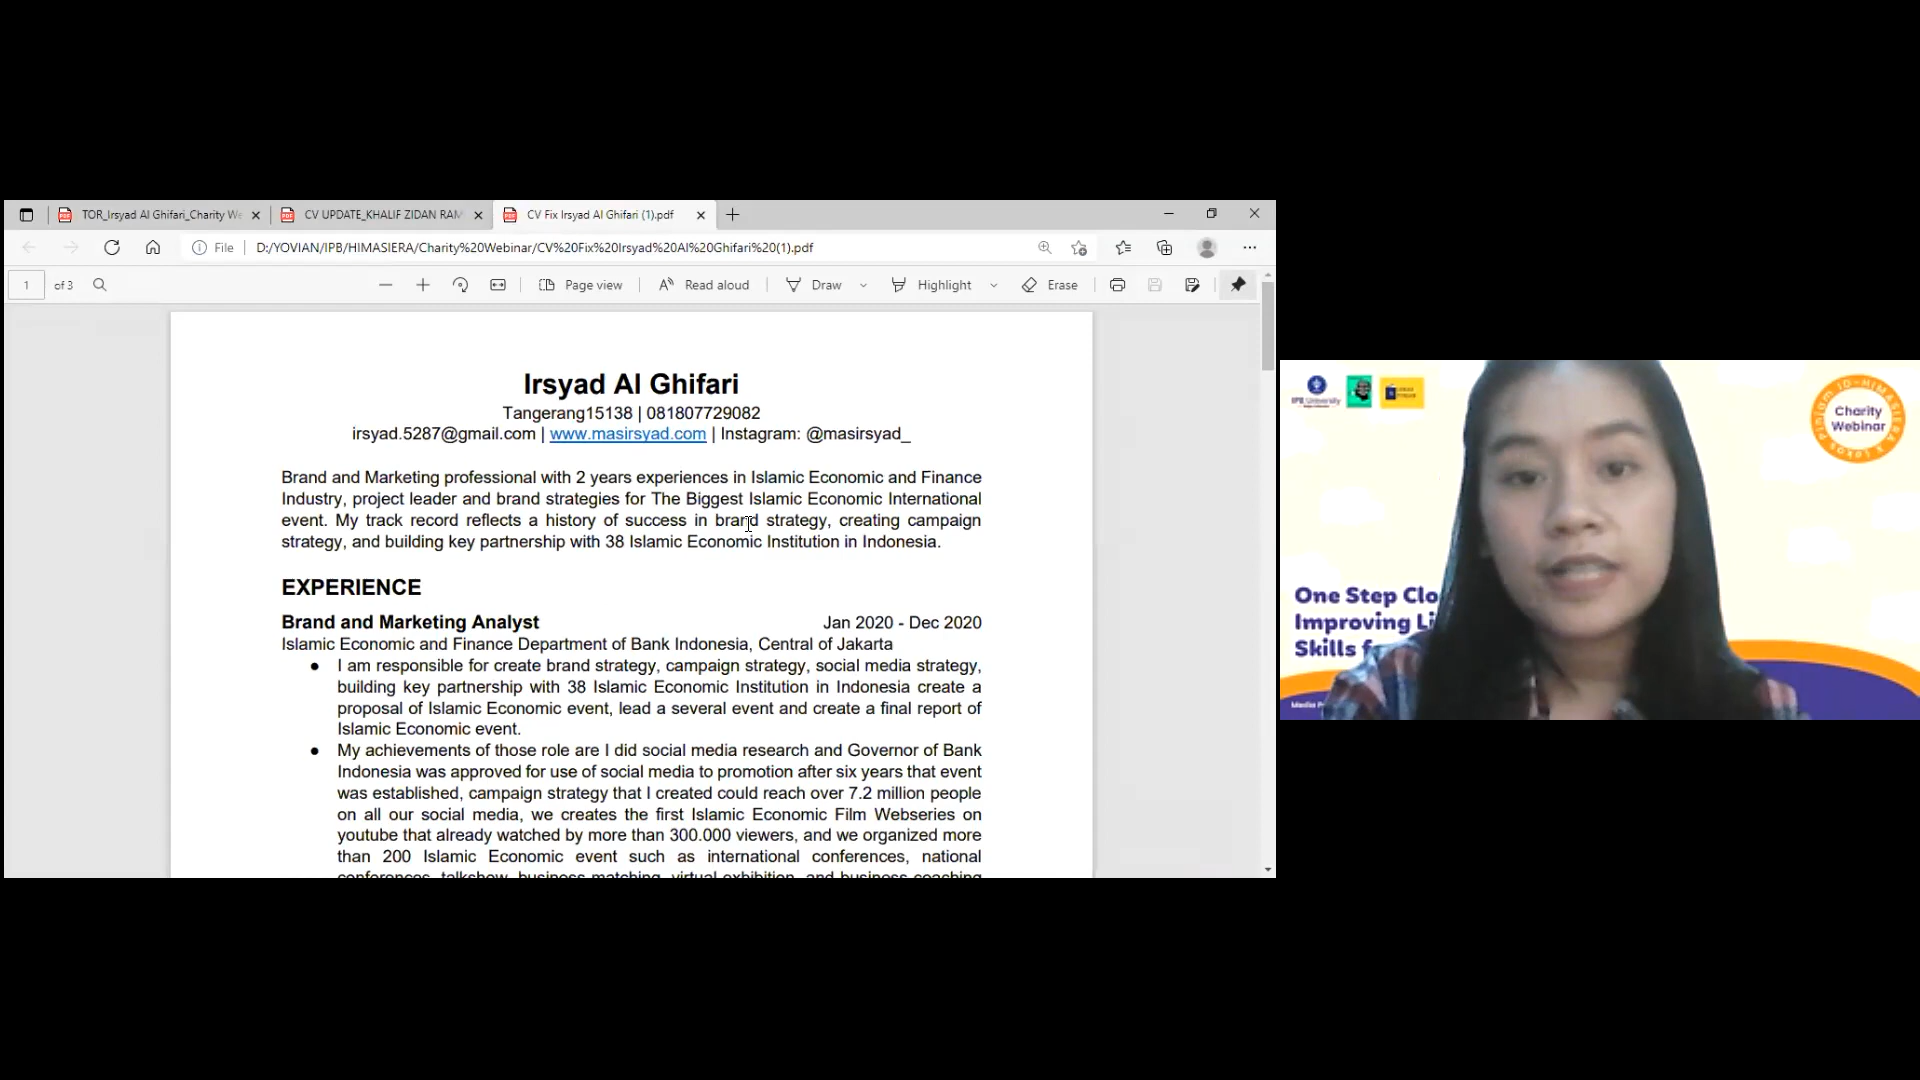 TOR_Irsyad Al Ghifari_Charity We
CV UPDATE_KHALIF ZIDAN RAM
CV Fix Irsyad Al Ghifari (1).pdf
File
D:/YOVIAN/IPB/HIMASIERA/Charity%20Webinar/CV%20Fix%20Irsyad%20Al%20Ghifari%20(1).pdf
1 of 3
Page view
Read aloud
Draw
Highlight
Erase
Irsyad Al Ghifari
Tangerang15138 | 081807729082
irsyad.5287@gmail.com | www.masirsyad.com | Instagram: @masirsyad_
Brand and Marketing professional with 2 years experiences in Islamic Economic and Finance
Industry, project leader and brand strategies for The Biggest Islamic Economic International
event. My track record reflects a history of success in brand strategy, creating campaign
strategy, and building key partnership with 38 Islamic Economic Institution in Indonesia.
EXPERIENCE
Brand and Marketing Analyst Jan 2020 - Dec 2020
Islamic Economic and Finance Department of Bank Indonesia, Central of Jakarta
● I am responsible for create brand strategy, campaign strategy, social media strategy,
building key partnership with 38 Islamic Economic Institution in Indonesia create a
proposal of Islamic Economic event, lead a several event and create a final report of
Islamic Economic event.
● My achievements of those role are I did social media research and Governor of Bank
Indonesia was approved for use of social media to promotion after six years that event
was established, campaign strategy that I created could reach over 7.2 million people
on all our social media, we creates the first Islamic Economic Film Webseries on
youtube that already watched by more than 300.000 viewers, and we organized more
than 200 Islamic Economic event such as international conferences, national
conferences, talkshow, business matching, virtual exhibition, and business coaching
IPB University
Charity
Webinar
One Step Clo
Improving Li
Skills f
Media P